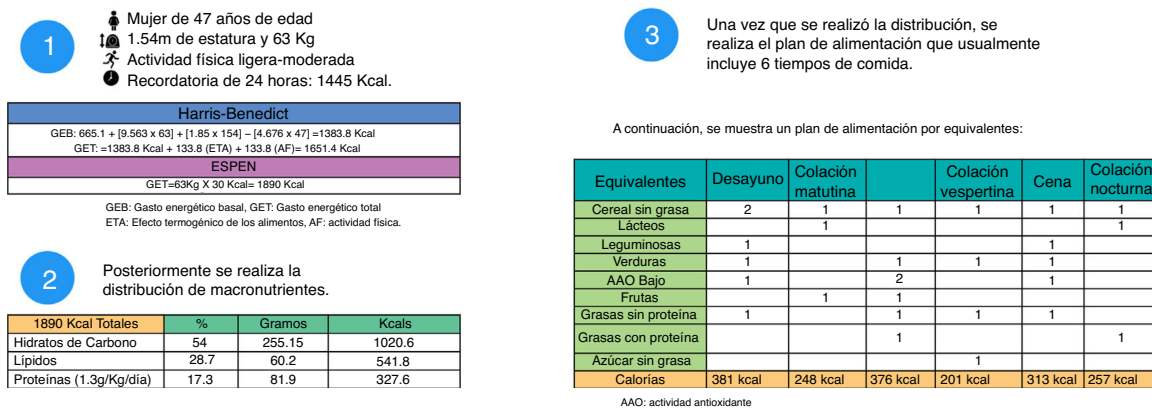 1
Mujer de 47 años de edad
1.54m de estatura y 63 Kg
Actividad física ligera-moderada
Recordatoria de 24 horas: 1445 Kcal.
Harris-Benedict
GEB: 665.1 + [9.563 x 63] + [1.85 x 154] – [4.676 x 47] =1383.8 Kcal
GET: =1383.8 Kcal + 133.8 (ETA) + 133.8 (AF)= 1651.4 Kcal
ESPEN
GET=63Kg X 30 Kcal= 1890 Kcal
GEB: Gasto energético basal, GET: Gasto energético total
ETA: Efecto termogénico de los alimentos, AF: actividad física.
2
Posteriormente se realiza la
distribución de macronutrientes.
1890 Kcal Totales % Gramos Kcals
Hidratos de Carbono 54 255.15 1020.6
Lípidos 28.7 60.2 541.8
Proteínas (1.3g/Kg/día) 17.3 81.9 327.6
3
Una vez que se realizó la distribución, se
realiza el plan de alimentación que usualmente
incluye 6 tiempos de comida.
A continuación, se muestra un plan de alimentación por equivalentes:
Equivalentes Desayuno Colación matutina Colación vespertina Cena Colación nocturna
Cereal sin grasa 2 1 1 1 1 1
Lácteos 1 1
Leguminosas 1 1
Verduras 1 1 1 1
AAO Bajo 1 2 1
Frutas 1 1
Grasas sin proteína 1 1 1 1
Grasas con proteína 1 1
Azúcar sin grasa 1
Calorías 381 kcal 248 kcal 376 kcal 201 kcal 313 kcal 257 kcal
AAO: actividad antioxidante